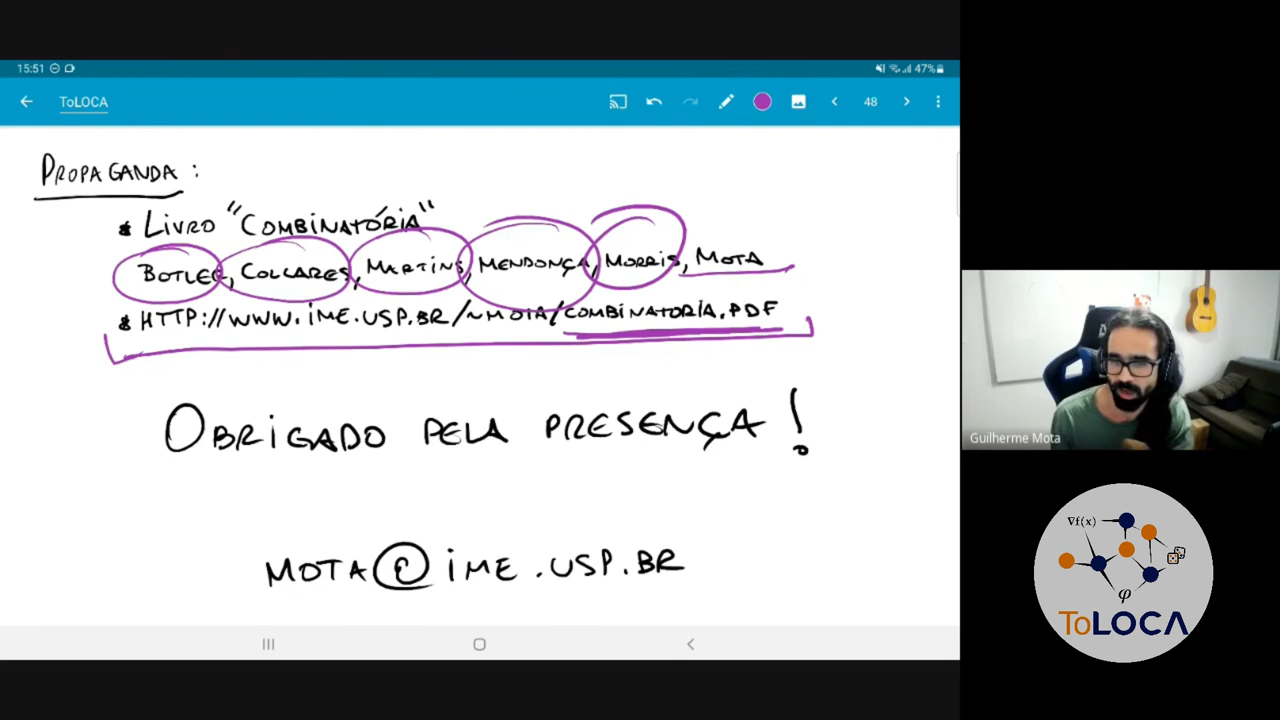 15:51
47%
ToLOCA
48
PROPAGANDA:
* LIVRO "COMBINATÓRIA"
BOTLER, COLLARES, MARTINS, MENDONÇA, MORRIS, MOTA
* HTTP://WWW.IME.USP.BR/~MOTA/COMBINATORIA.PDF
OBRIGADO PELA PRESENÇA!
MOTA@IME.USP.BR
Guilherme Mota
∇f(x)
φ
ToLOCA